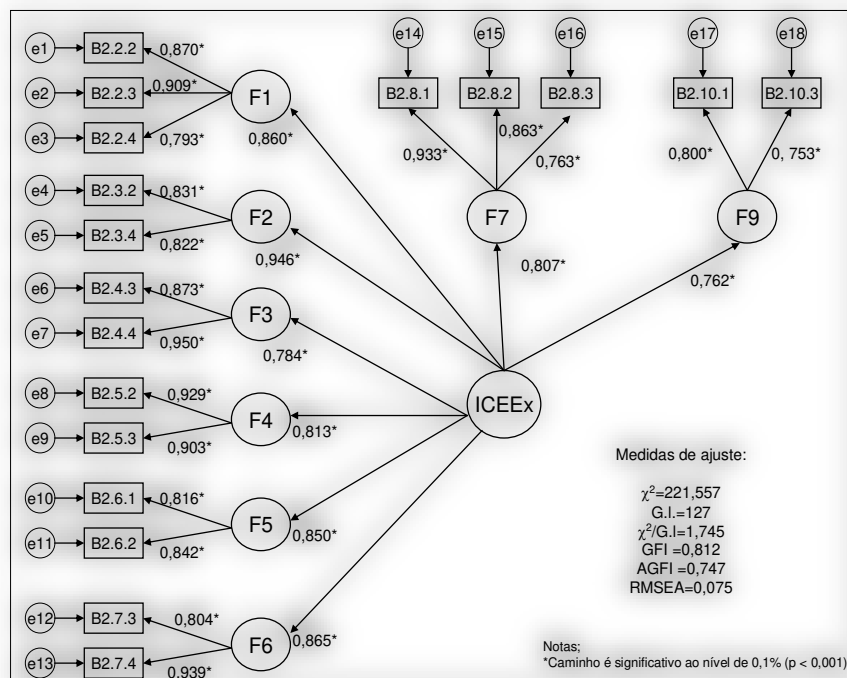 e1 B2.2.2 0,870*
e2 B2.2.3 0,909* F1
e3 B2.2.4 0,793* 0,860*
e4 B2.3.2 0,831*
e5 B2.3.4 0,822* F2 0,946*
e6 B2.4.3 0,873*
e7 B2.4.4 0,950* F3 0,784*
e8 B2.5.2 0,929*
e9 B2.5.3 0,903* F4 0,813*
e10 B2.6.1 0,816*
e11 B2.6.2 0,842* F5 0,850*
e12 B2.7.3 0,804*
e13 B2.7.4 0,939* F6 0,865*
e14 e15 e16
B2.8.1 B2.8.2 B2.8.3
0,933* 0,863* 0,763*
F7
0,807*
e17 e18
B2.10.1 B2.10.3
0,800* 0, 753*
F9
0,762*
ICEEx
Medidas de ajuste:
χ²=221,557
G.l.=127
χ²/G.l=1,745
GFI =0,812
AGFI =0,747
RMSEA=0,075
Notas;
*Caminho é significativo ao nível de 0,1% (p < 0,001)